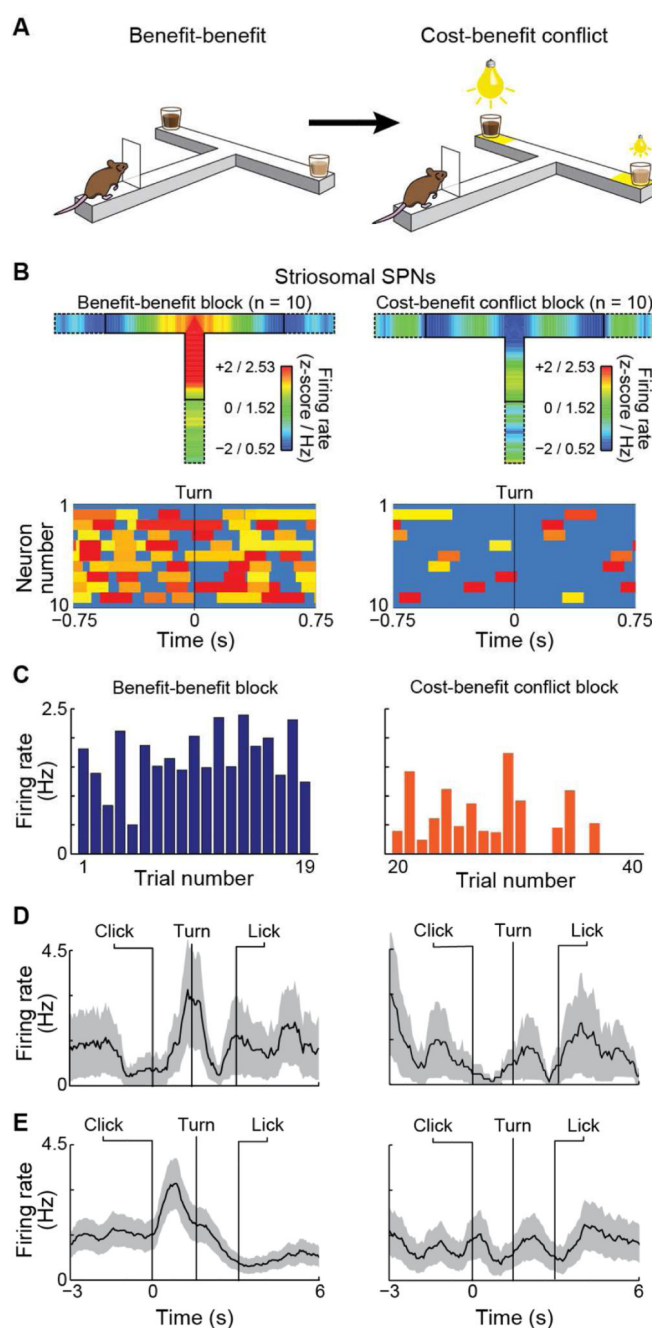 A
Benefit-benefit
Cost-benefit conflict
B
Striosomal SPNs
Benefit-benefit block (n = 10)
Cost-benefit conflict block (n = 10)
+2 / 2.53
0 / 1.52
−2 / 0.52
Firing rate
(z-score / Hz)
+2 / 2.53
0 / 1.52
−2 / 0.52
Firing rate
(z-score / Hz)
Turn
Turn
Neuron
number
1
10
−0.75
0
0.75
−0.75
0
0.75
Time (s)
Time (s)
C
Benefit-benefit block
Cost-benefit conflict block
Firing rate
(Hz)
2.5
0
1
19
20
40
Trial number
Trial number
D
Click
Turn
Lick
Click
Turn
Lick
Firing rate
(Hz)
4.5
0
E
Click
Turn
Lick
Click
Turn
Lick
Firing rate
(Hz)
4.5
0
−3
0
6
−3
0
6
Time (s)
Time (s)